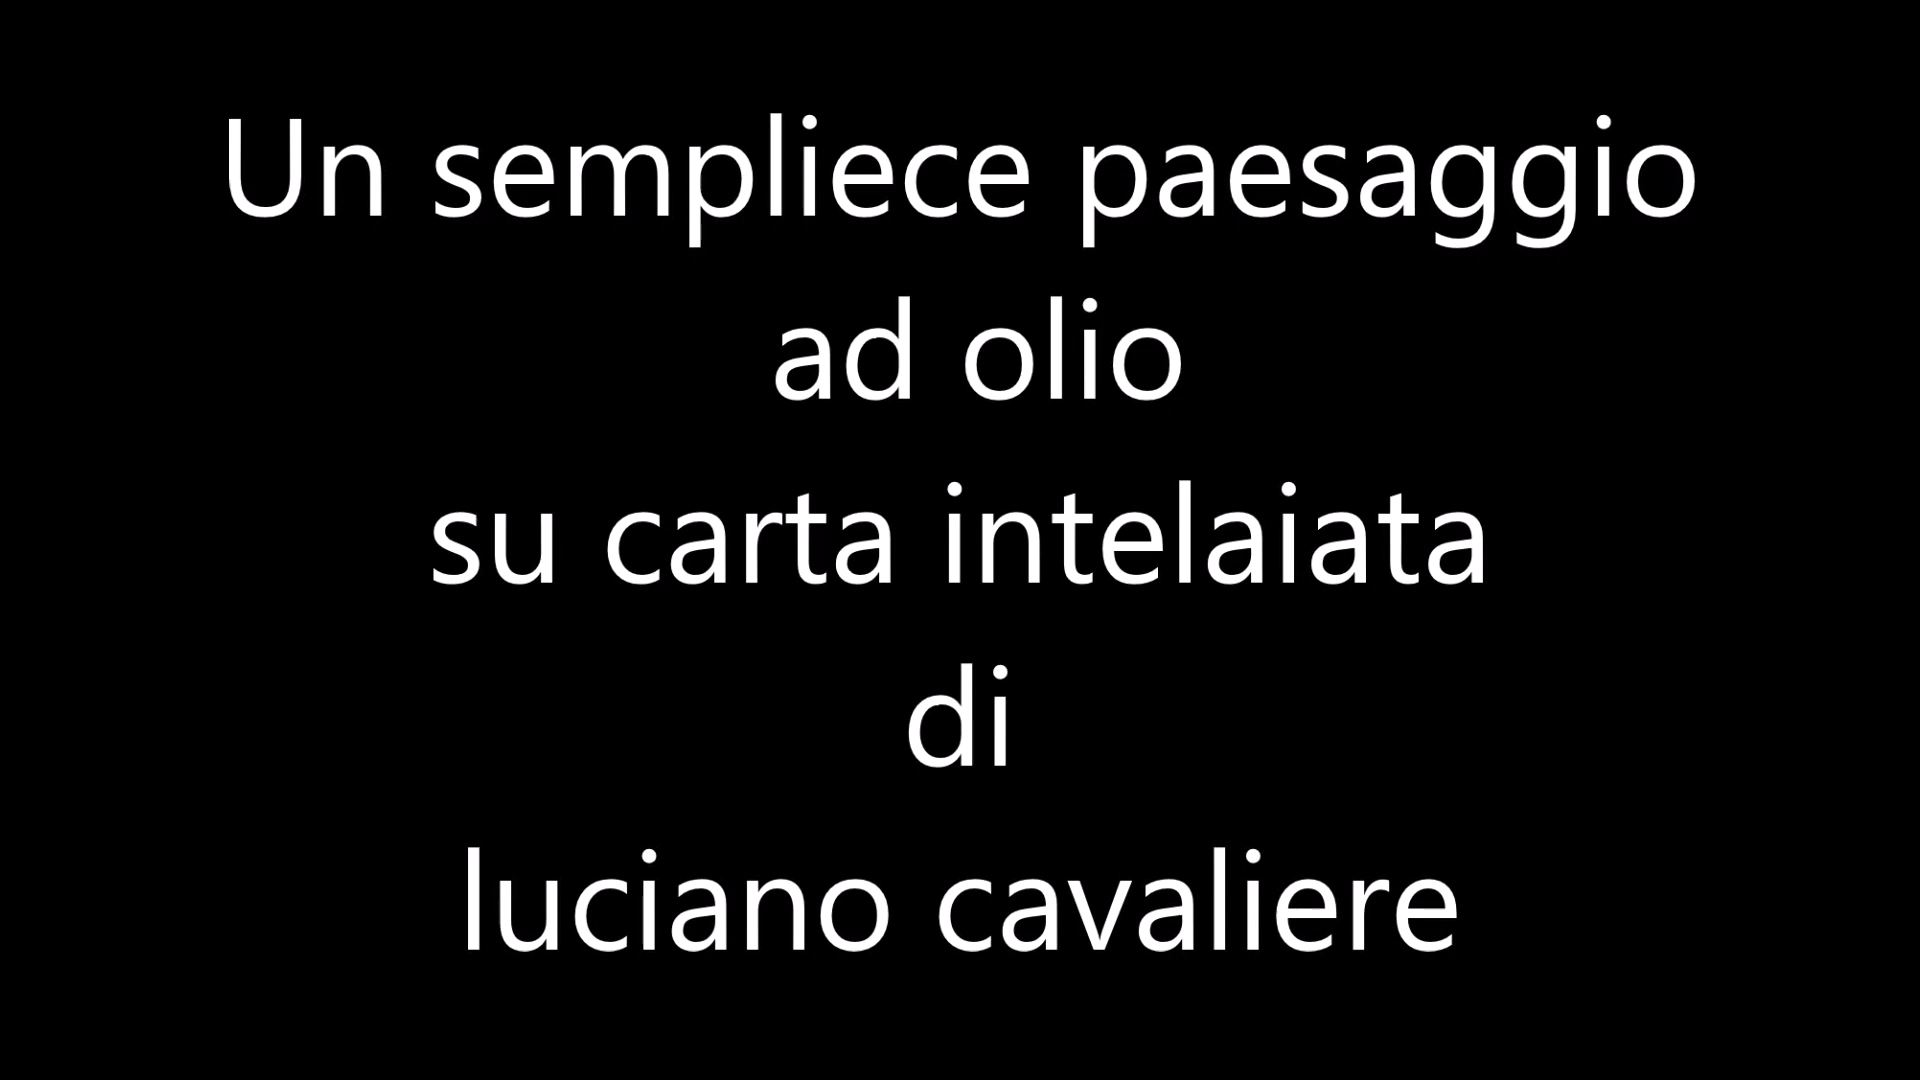 Un sempliece paesaggio
ad olio
su carta intelaiata
di
luciano cavaliere